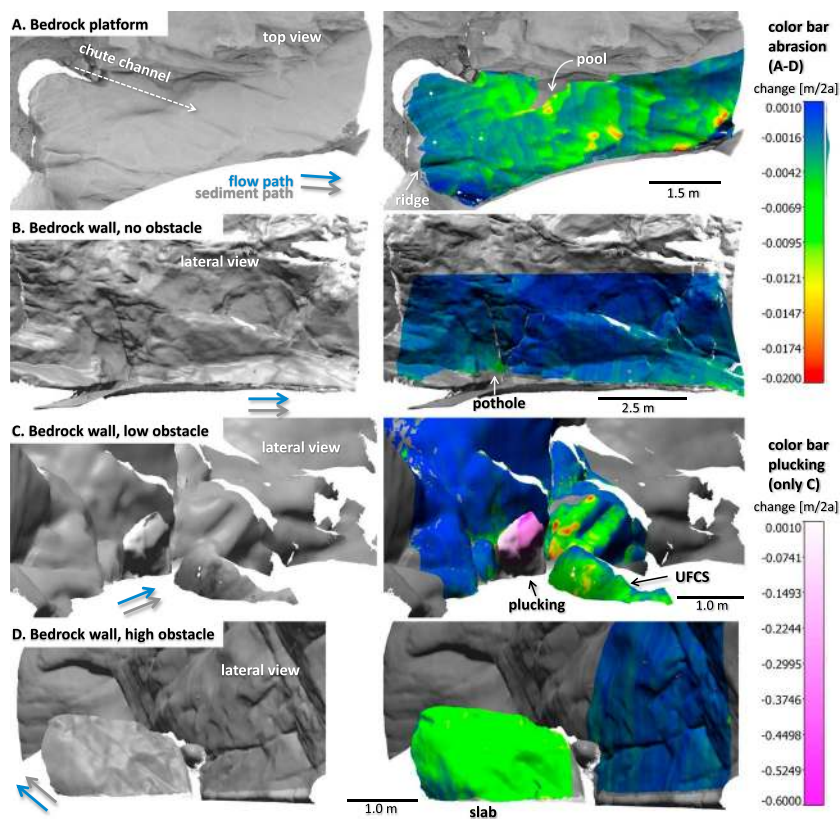 A. Bedrock platform
top view
chute channel
flow path
sediment path
pool
ridge
1.5 m
color bar
abrasion
(A-D)
change [m/2a]
0.0010
-0.0016
-0.0042
-0.0069
-0.0095
-0.0121
-0.0147
-0.0174
-0.0200
B. Bedrock wall, no obstacle
lateral view
pothole
2.5 m
C. Bedrock wall, low obstacle
lateral view
plucking
UFCS
1.0 m
color bar
plucking
(only C)
change [m/2a]
0.0010
-0.0741
-0.1493
-0.2244
-0.2995
-0.3746
-0.4498
-0.5249
-0.6000
D. Bedrock wall, high obstacle
lateral view
1.0 m
slab